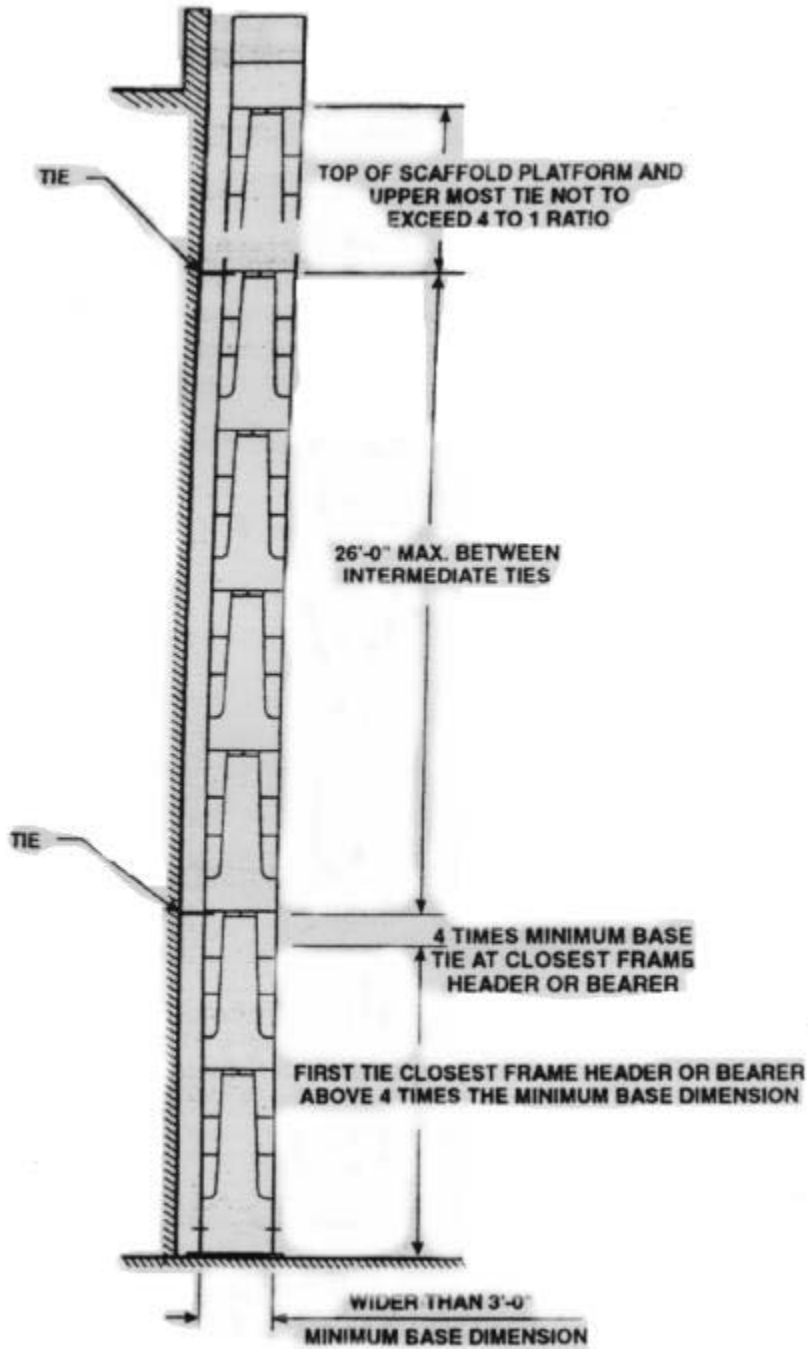 TIE
TOP OF SCAFFOLD PLATFORM AND
UPPER MOST TIE NOT TO
EXCEED 4 TO 1 RATIO
26'-0" MAX. BETWEEN
INTERMEDIATE TIES
TIE
4 TIMES MINIMUM BASE
TIE AT CLOSEST FRAME
HEADER OR BEARER
FIRST TIE CLOSEST FRAME HEADER OR BEARER
ABOVE 4 TIMES THE MINIMUM BASE DIMENSION
WIDER THAN 3'-0"
MINIMUM BASE DIMENSION